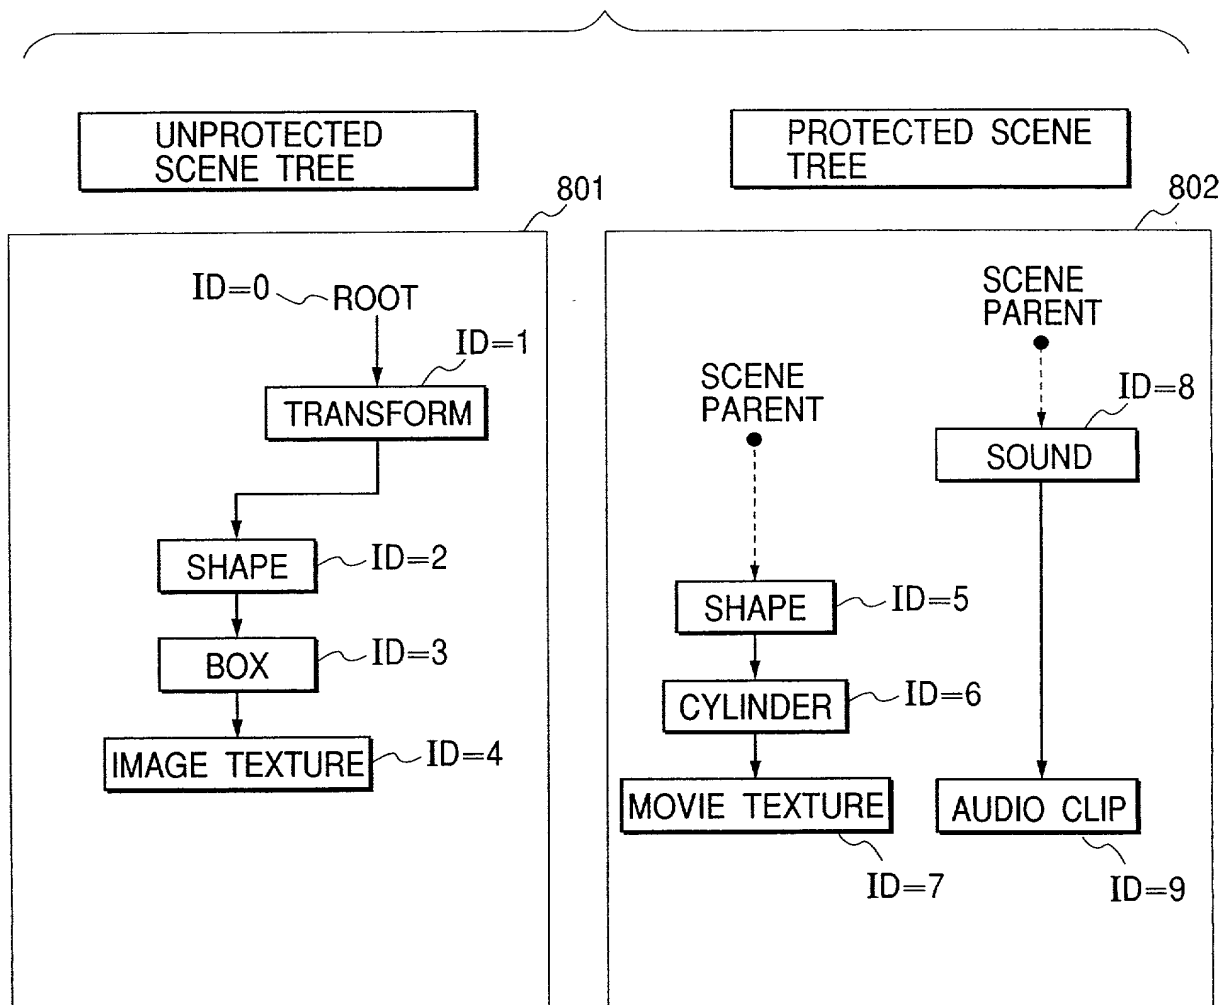 UNPROTECTED
SCENE TREE
PROTECTED SCENE
TREE
801
802
ID=0
ROOT
ID=1
TRANSFORM
SHAPE
ID=2
BOX
ID=3
IMAGE TEXTURE
ID=4
SCENE
PARENT
SHAPE
ID=5
CYLINDER
ID=6
MOVIE TEXTURE
ID=7
SCENE
PARENT
ID=8
SOUND
AUDIO CLIP
ID=9